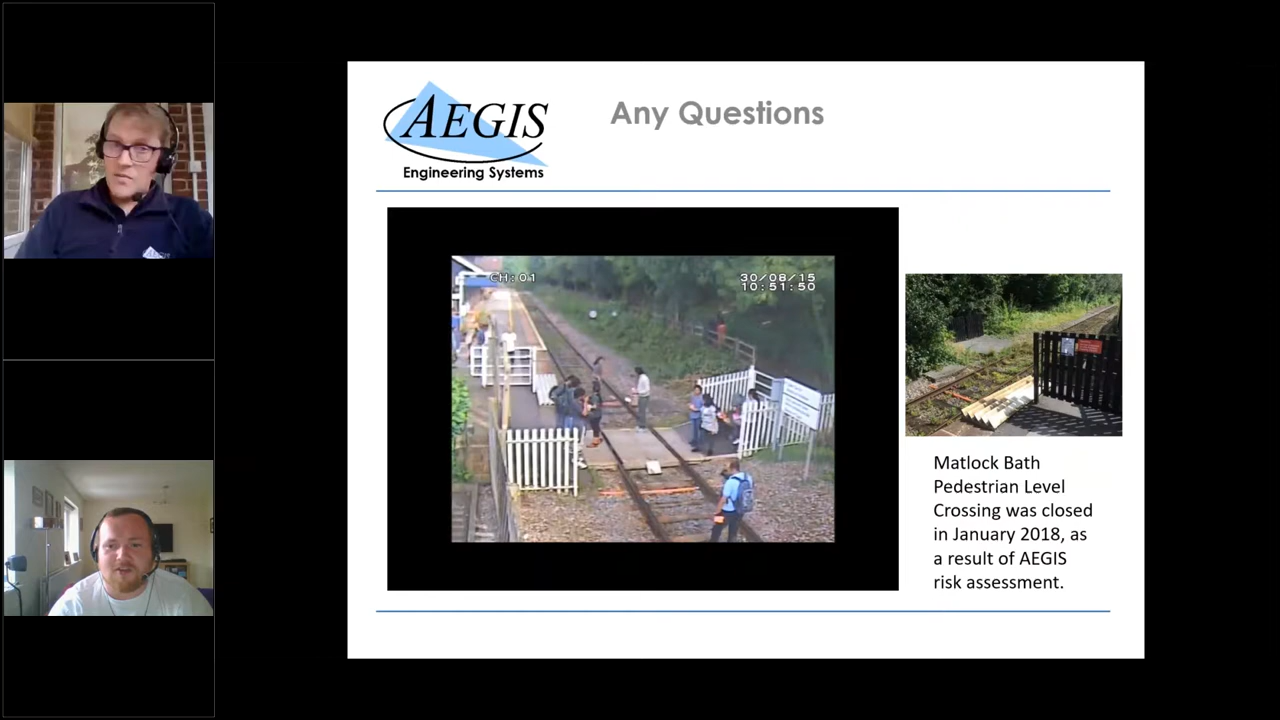 AEGIS
Engineering Systems
Any Questions
CH:01
30/08/15
10:51:50
Matlock Bath
Pedestrian Level
Crossing was closed
in January 2018, as
a result of AEGIS
risk assessment.